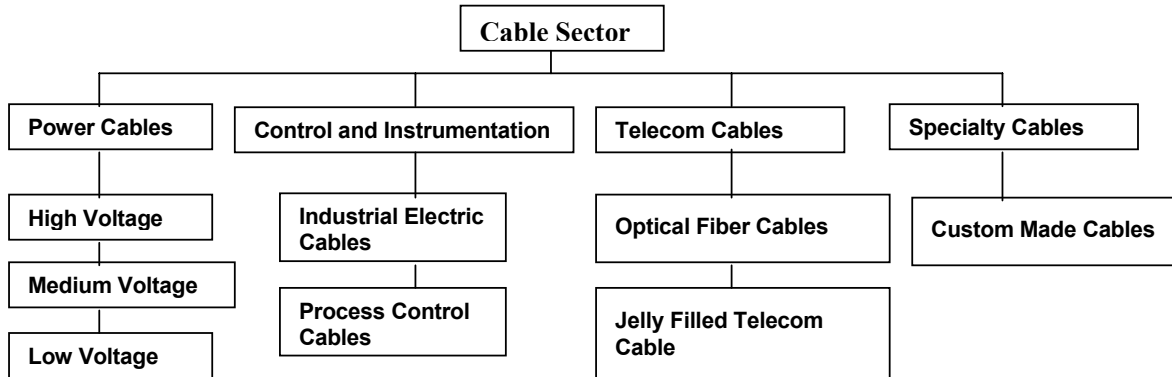 Cable Sector
Power Cables
Control and Instrumentation
Telecom Cables
Specialty Cables
High Voltage
Industrial Electric
Cables
Optical Fiber Cables
Custom Made Cables
Medium Voltage
Process Control
Cables
Jelly Filled Telecom
Cable
Low Voltage